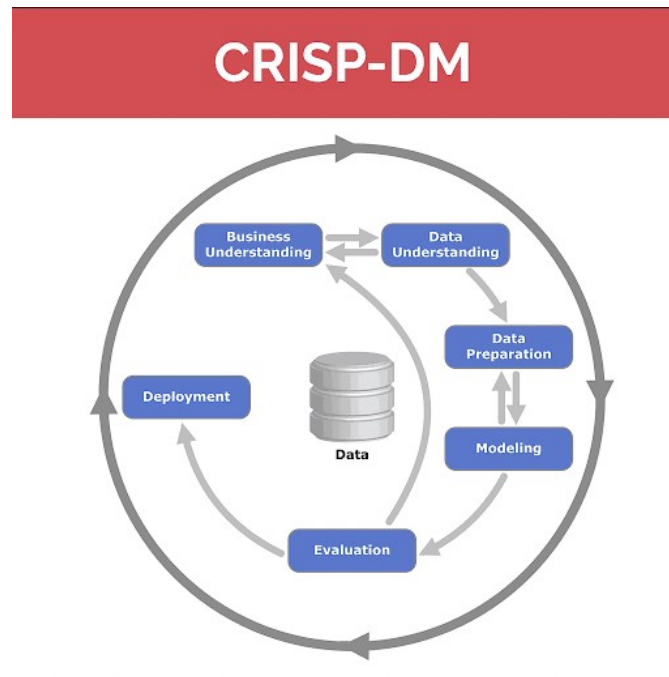 CRISP-DM
Business
Understanding
Data
Understanding
Data
Preparation
Modeling
Evaluation
Deployment
Data